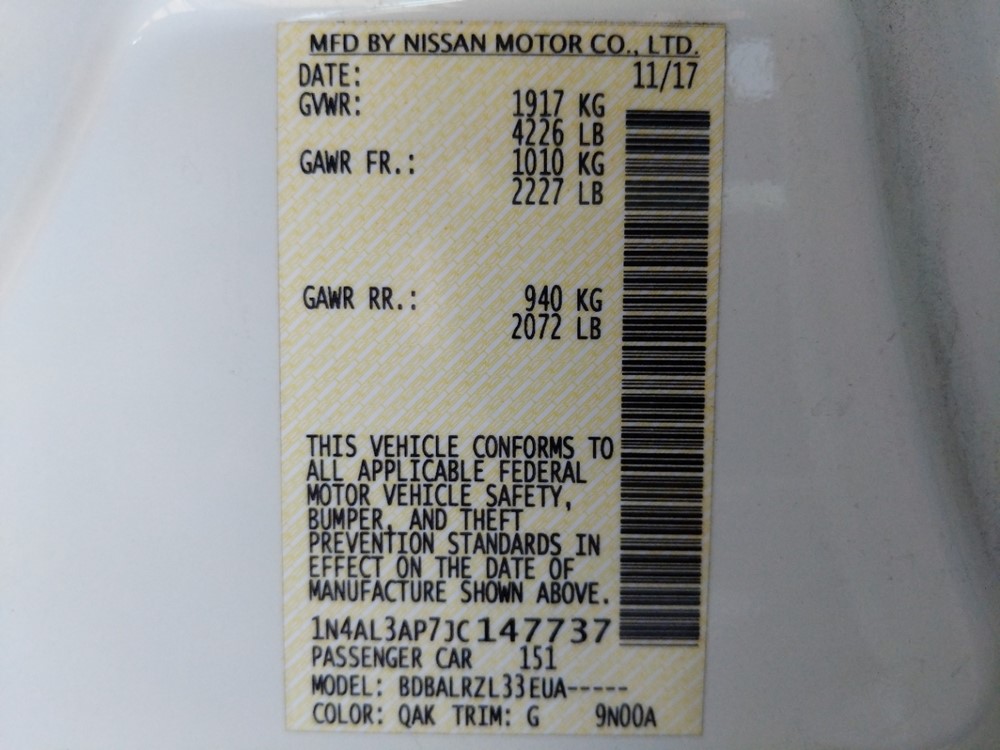 MFD BY NISSAN MOTOR CO., LTD.
DATE: 11/17
GVWR: 1917 KG
4226 LB
GAWR FR.: 1010 KG
2227 LB
GAWR RR.: 940 KG
2072 LB
THIS VEHICLE CONFORMS TO
ALL APPLICABLE FEDERAL
MOTOR VEHICLE SAFETY,
BUMPER, AND THEFT
PREVENTION STANDARDS IN
EFFECT ON THE DATE OF
MANUFACTURE SHOWN ABOVE.
1N4AL3AP7JC147737
PASSENGER CAR 151
MODEL: BDBALRZL33EUA-----
COLOR: QAK TRIM: G 9N00A